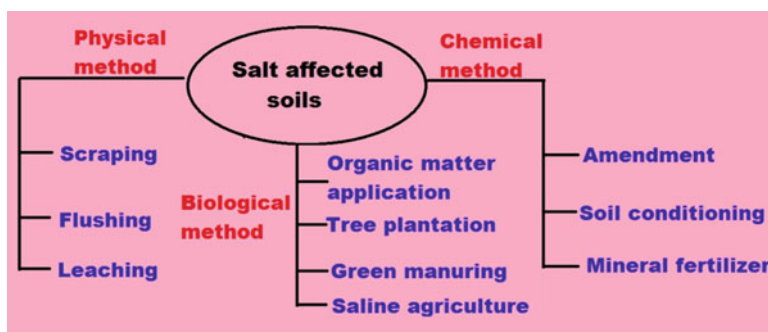 Physical
method
Salt affected
soils
Chemical
method
Scraping
Flushing
Leaching
Biological
method
Organic matter
application
Tree plantation
Green manuring
Saline agriculture
Amendment
Soil conditioning
Mineral fertilizer